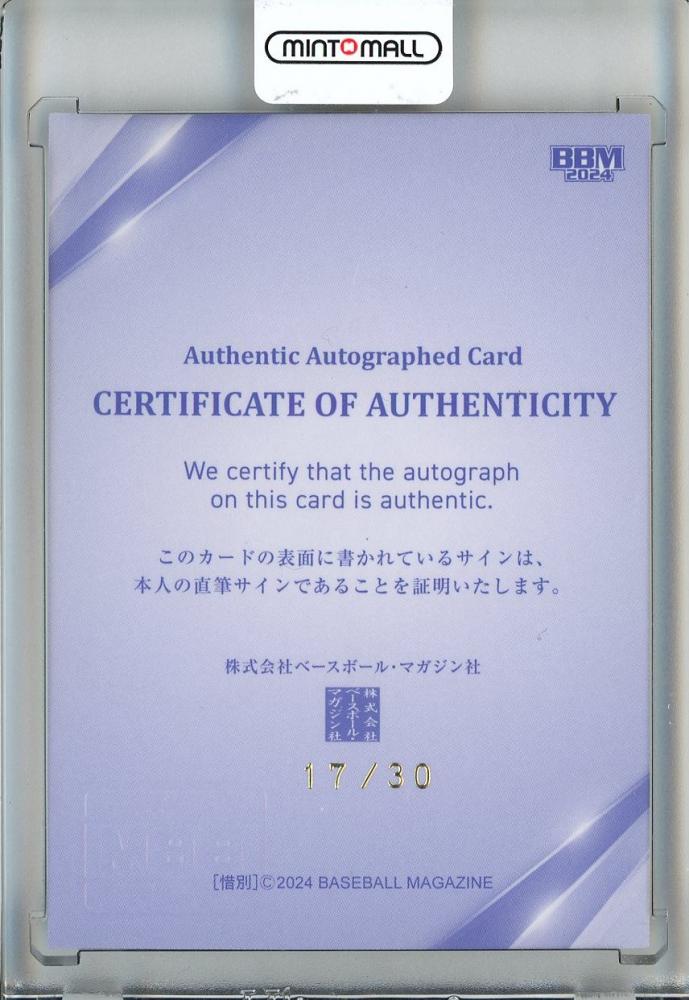 MINTMALL
BBM
2024
Authentic Autographed Card
CERTIFICATE OF AUTHENTICITY
We certify that the autograph
on this card is authentic.
このカードの表面に書かれているサインは、
本人の直筆サインであることを証明いたします。
株式会社ベースボール・マガジン社
株式会社
ベースボール・
マガジン社
17/30
[惜別]©2024 BASEBALL MAGAZINE